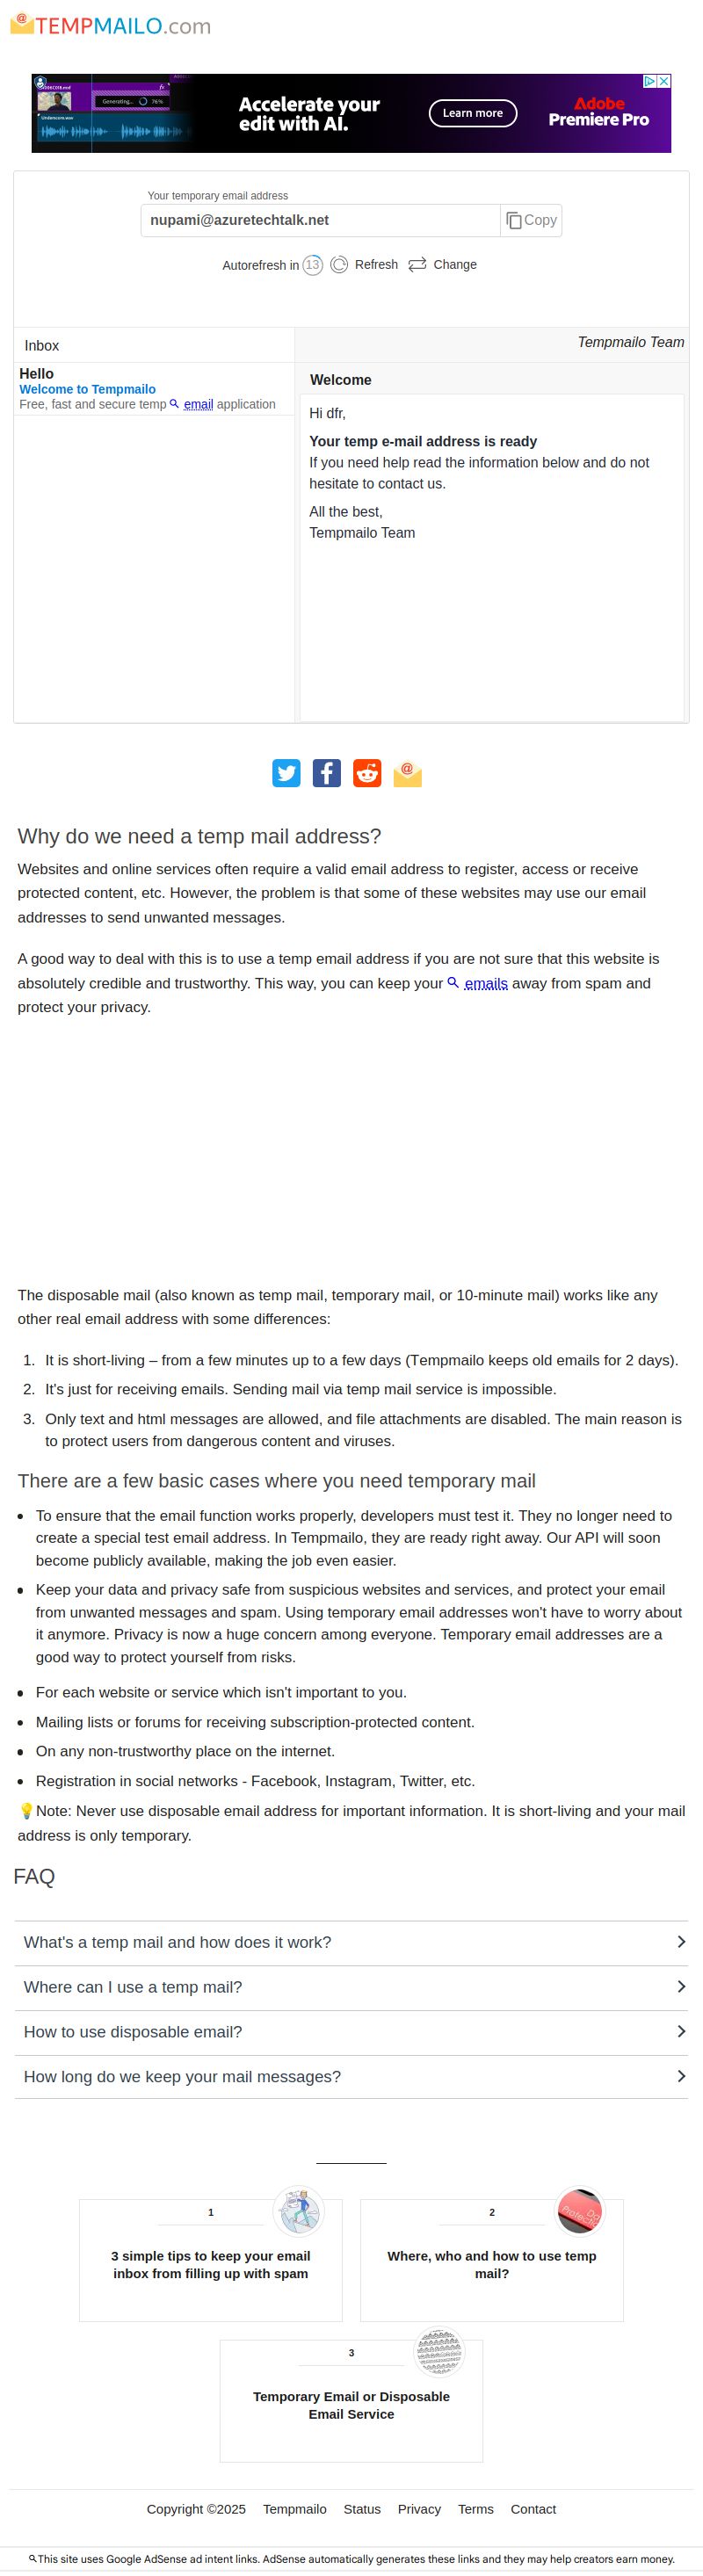 TEMPMAILO.com
Generating... 76%
Underscore.wav
Accelerate your
edit with AI.
Learn more
Adobe
Premiere Pro
Your temporary email address
nupami@azuretechtalk.net
Copy
Autorefresh in 13 Refresh Change
Inbox
Tempmailo Team
Hello
Welcome to Tempmailo
Free, fast and secure temp email application
Welcome
Hi dfr,
Your temp e-mail address is ready
If you need help read the information below and do not
hesitate to contact us.
All the best,
Tempmailo Team
Why do we need a temp mail address?
Websites and online services often require a valid email address to register, access or receive
protected content, etc. However, the problem is that some of these websites may use our email
addresses to send unwanted messages.
A good way to deal with this is to use a temp email address if you are not sure that this website is
absolutely credible and trustworthy. This way, you can keep your emails away from spam and
protect your privacy.
The disposable mail (also known as temp mail, temporary mail, or 10-minute mail) works like any
other real email address with some differences:
1. It is short-living – from a few minutes up to a few days (Tempmailo keeps old emails for 2 days).
2. It's just for receiving emails. Sending mail via temp mail service is impossible.
3. Only text and html messages are allowed, and file attachments are disabled. The main reason is
to protect users from dangerous content and viruses.
There are a few basic cases where you need temporary mail
• To ensure that the email function works properly, developers must test it. They no longer need to
create a special test email address. In Tempmailo, they are ready right away. Our API will soon
become publicly available, making the job even easier.
• Keep your data and privacy safe from suspicious websites and services, and protect your email
from unwanted messages and spam. Using temporary email addresses won't have to worry about
it anymore. Privacy is now a huge concern among everyone. Temporary email addresses are a
good way to protect yourself from risks.
• For each website or service which isn't important to you.
• Mailing lists or forums for receiving subscription-protected content.
• On any non-trustworthy place on the internet.
• Registration in social networks - Facebook, Instagram, Twitter, etc.
💡Note: Never use disposable email address for important information. It is short-living and your mail
address is only temporary.
FAQ
What's a temp mail and how does it work?
Where can I use a temp mail?
How to use disposable email?
How long do we keep your mail messages?
1
3 simple tips to keep your email
inbox from filling up with spam
2
Where, who and how to use temp
mail?
3
Temporary Email or Disposable
Email Service
Copyright ©2025 Tempmailo Status Privacy Terms Contact
This site uses Google AdSense ad intent links. AdSense automatically generates these links and they may help creators earn money.